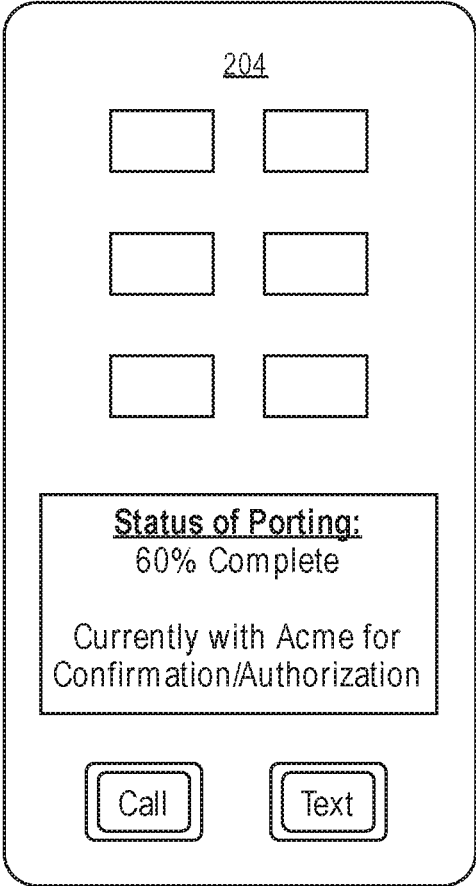 204
Status of Porting:
60% Complete
Currently with Acme for
Confirmation/Authorization
Call
Text